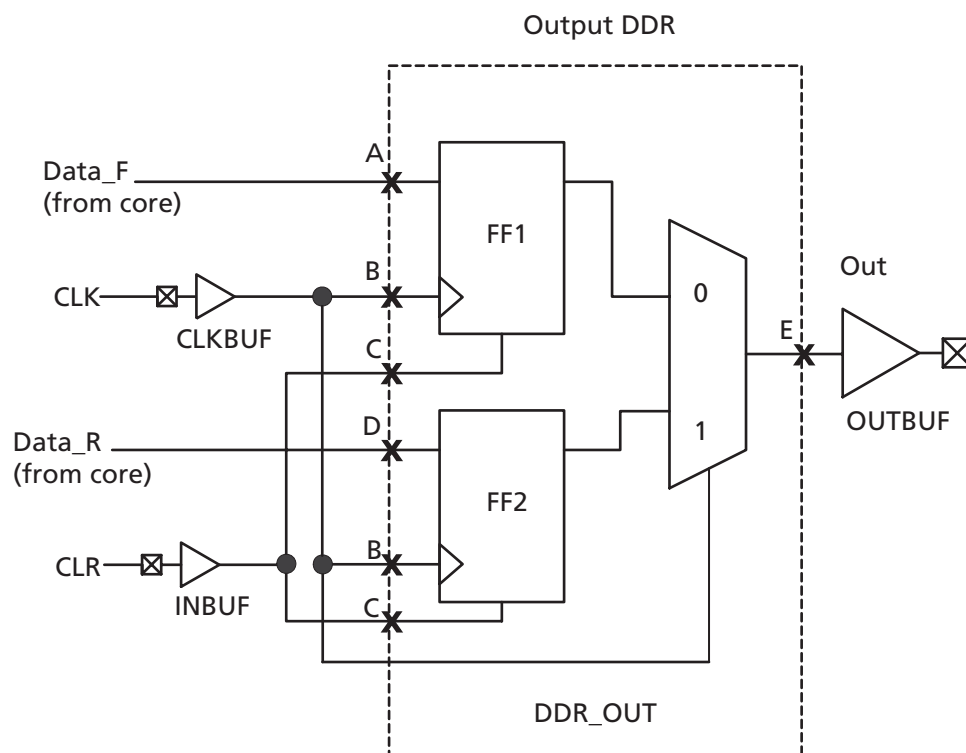 Output DDR
A
Data_F
(from core)
FF1
B
Out
0
CLK
CLKBUF
E
C
D
1
OUTBUF
Data_R
(from core)
FF2
B
CLR
INBUF
C
DDR_OUT